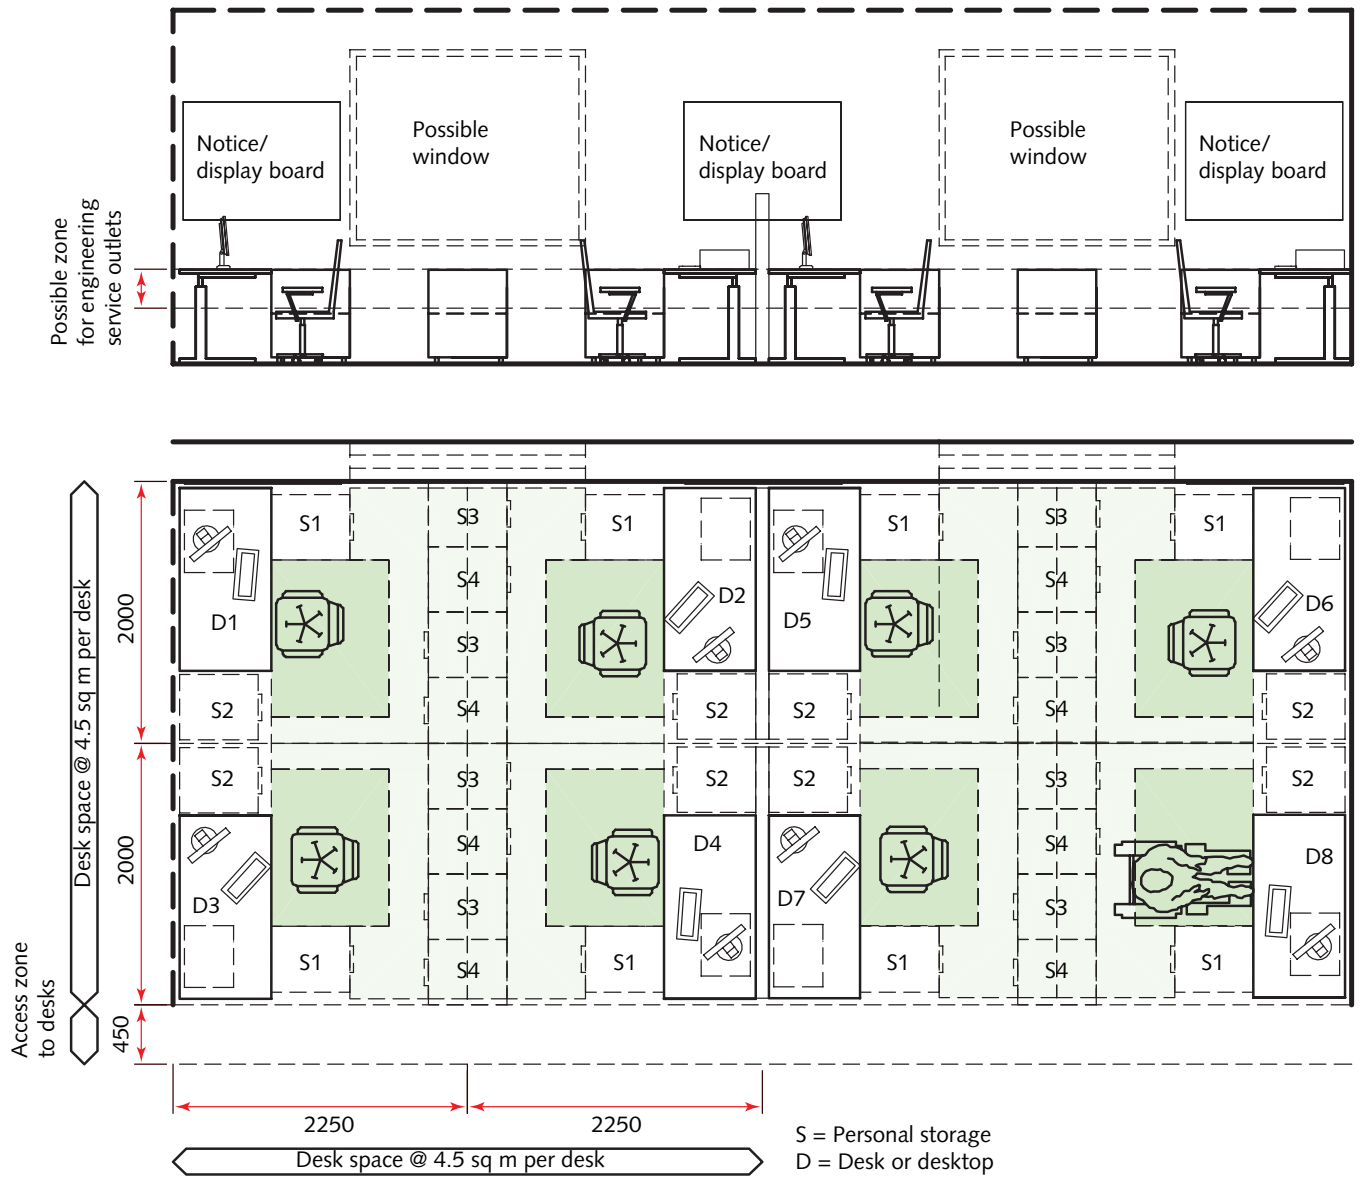 Notice/
display board
Possible
window
Notice/
display board
Possible
window
Notice/
display board
Possible zone
for engineering
service outlets
S1
S3
S1
S1
S3
S1
S4
S4
D1
D2
D5
D6
S3
S3
S2
S4
S2
S2
S4
S2
2000
Desk space @ 4.5 sq m per desk
S2
S3
S2
S2
S3
S2
S4
D4
S4
D8
D3
S3
D7
S3
S1
S4
S1
S1
S4
S1
2000
Access zone
to desks
450
2250
2250
Desk space @ 4.5 sq m per desk
S = Personal storage
D = Desk or desktop